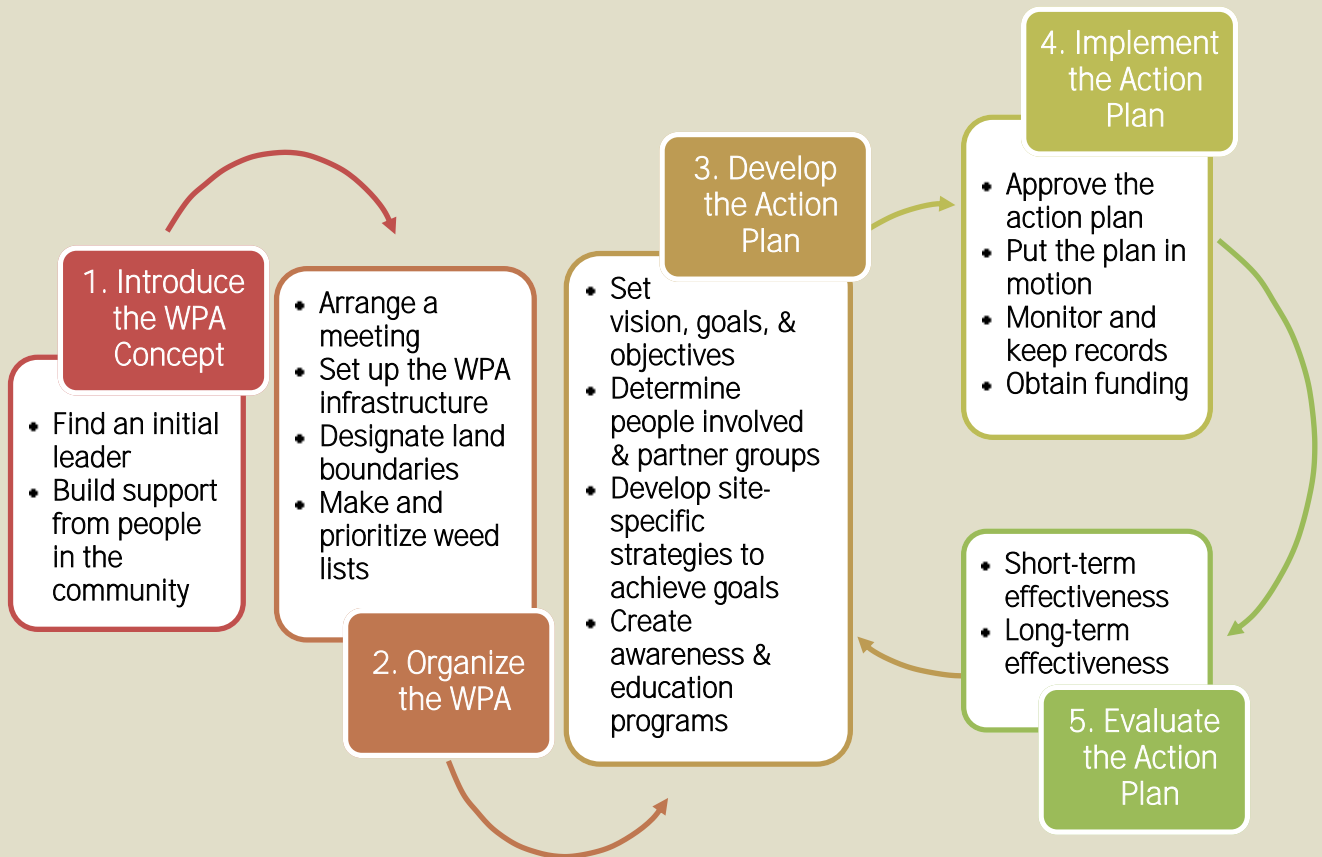 1. Introduce
the WPA
Concept
• Find an initial
leader
• Build support
from people
in the
community
• Arrange a
meeting
• Set up the WPA
infrastructure
• Designate land
boundaries
• Make and
prioritize weed
lists
2. Organize
the WPA
3. Develop
the Action
Plan
• Set
vision, goals, &
objectives
• Determine
people involved
& partner groups
• Develop site-
specific
strategies to
achieve goals
• Create
awareness &
education
programs
4. Implement
the Action
Plan
• Approve the
action plan
• Put the plan in
motion
• Monitor and
keep records
• Obtain funding
• Short-term
effectiveness
• Long-term
effectiveness
5. Evaluate
the Action
Plan